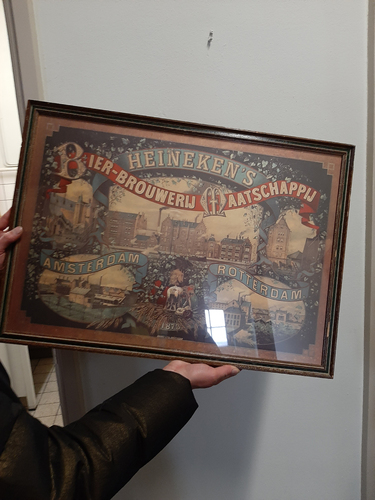 HEINEKEN'S
BIER-BROUWERIJ MAATSCHAPPIJ
AMSTERDAM
ROTTERDAM